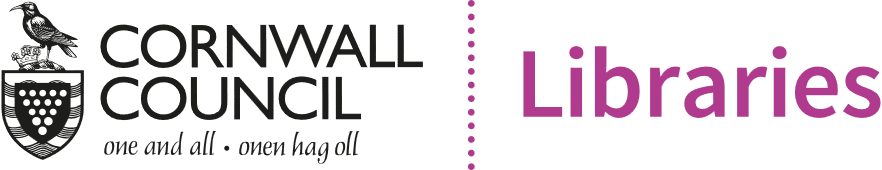 CORNWALL
COUNCIL
one and all • onen hag oll
Libraries